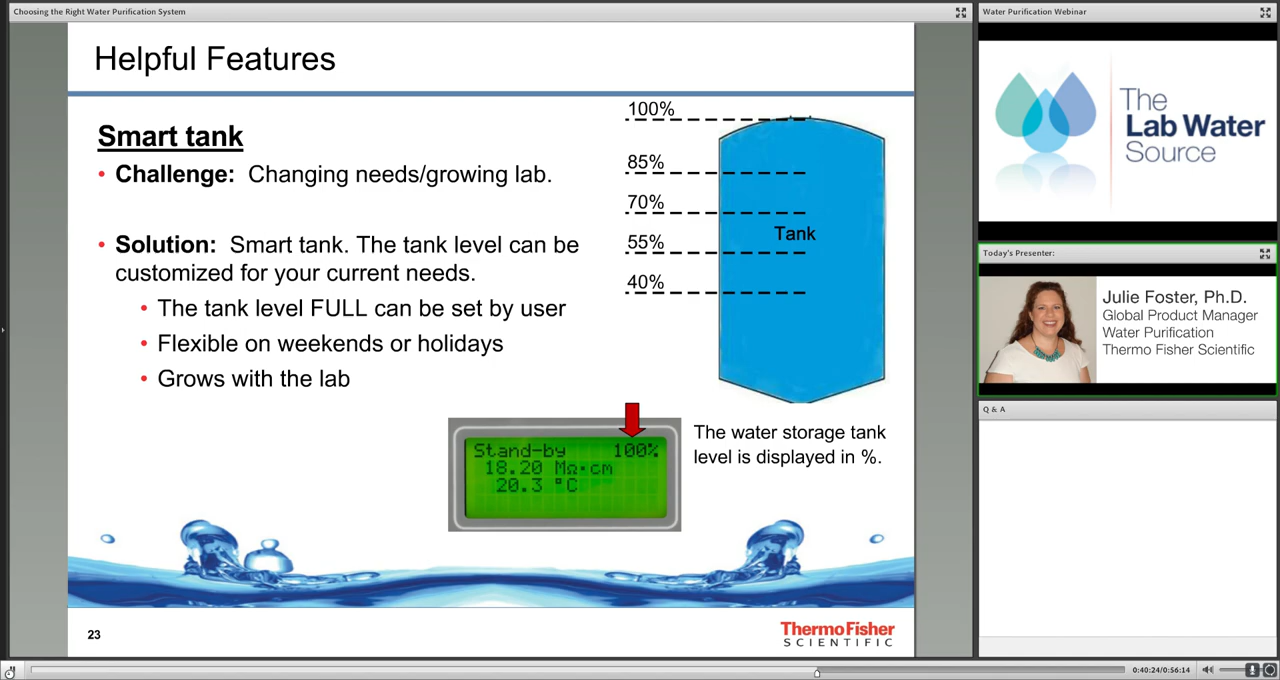 Choosing the Right Water Purification System
Helpful Features
Smart tank
• Challenge: Changing needs/growing lab.
• Solution: Smart tank. The tank level can be
customized for your current needs.
• The tank level FULL can be set by user
• Flexible on weekends or holidays
• Grows with the lab
100%
85%
70%
55%
40%
Tank
Stand-by 100%
18.20 MΩ·cm
20.3 °C
The water storage tank
level is displayed in %.
23
ThermoFisher
SCIENTIFIC
Water Purification Webinar
The
Lab Water
Source
Today's Presenter:
Julie Foster, Ph.D.
Global Product Manager
Water Purification
Thermo Fisher Scientific
Q & A
0:40:24/0:56:14